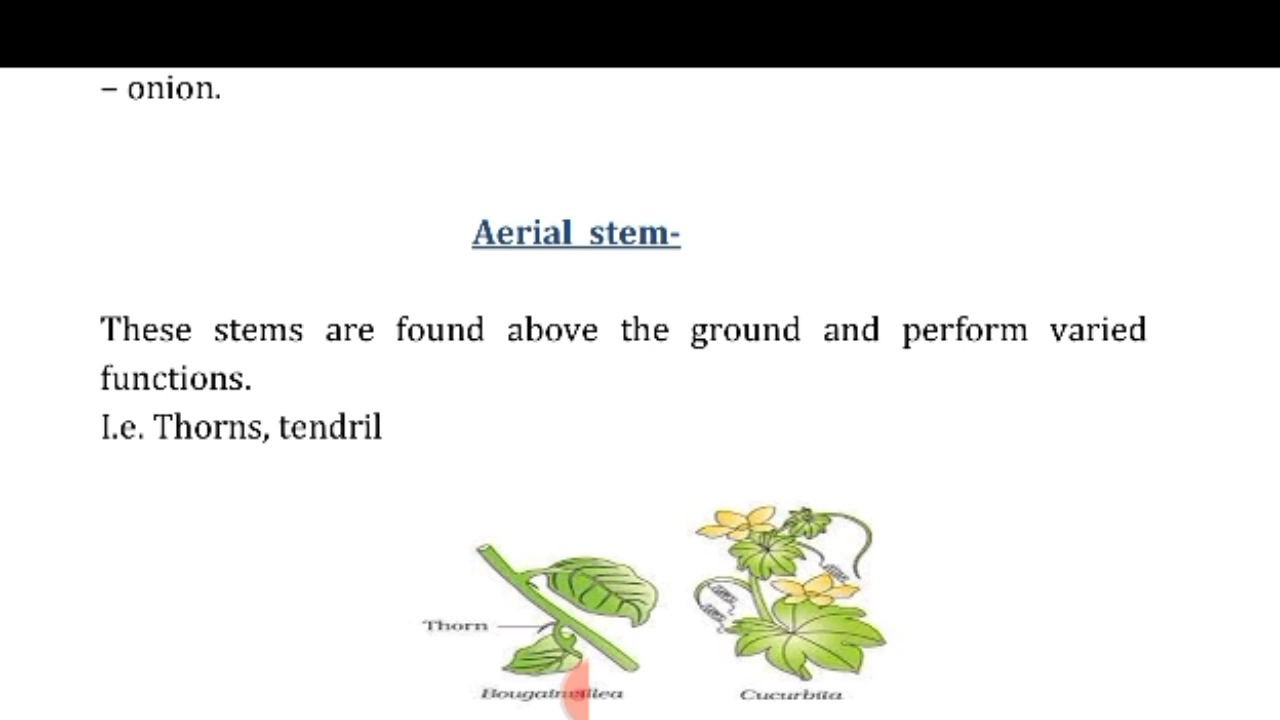 – onion.
Aerial stem-
These stems are found above the ground and perform varied
functions.
I.e. Thorns, tendril
Thorn
Bougainvillea
Cucurbita